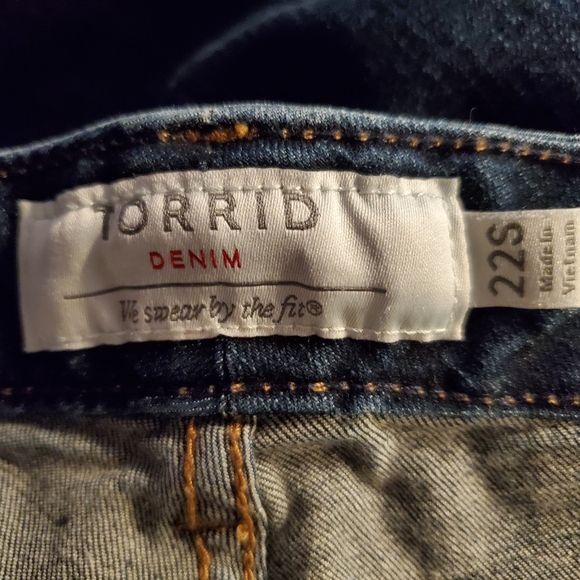 TORRID
DENIM
We swear by the fit®
22S
Made in
Vietnam